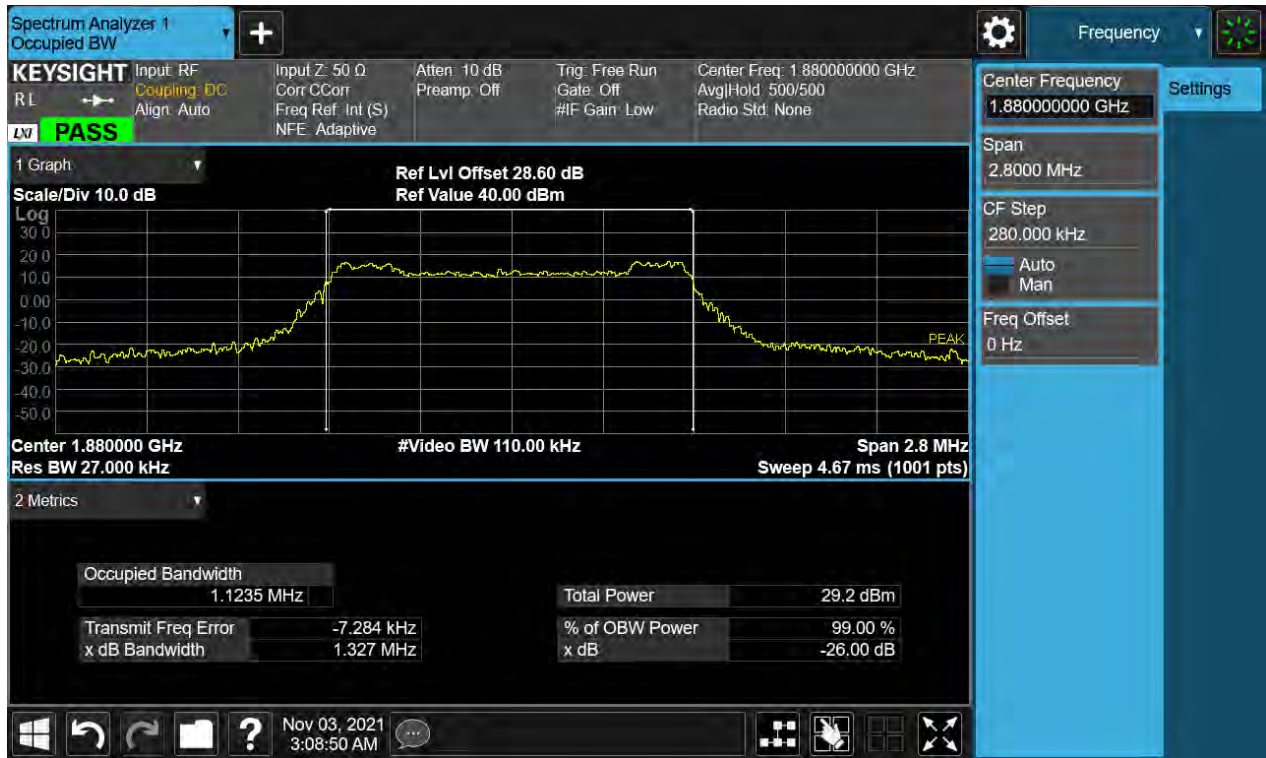 Spectrum Analyzer 1
Occupied BW
Frequency
KEYSIGHT
RL
LXI
PASS
Input: RF
Coupling: DC
Align: Auto
Input Z: 50 Ω
Corr CCorr
Freq Ref: Int (S)
NFE: Adaptive
Atten: 10 dB
Preamp: Off
Trig: Free Run
Gate: Off
#IF Gain: Low
Center Freq: 1.880000000 GHz
Avg|Hold: 500/500
Radio Std: None
1 Graph
Scale/Div 10.0 dB
Ref Lvl Offset 28.60 dB
Ref Value 40.00 dBm
Log
30.0
20.0
10.0
0.00
-10.0
-20.0
-30.0
-40.0
-50.0
PEAK
Center 1.880000 GHz
#Video BW 110.00 kHz
Span 2.8 MHz
Res BW 27.000 kHz
Sweep 4.67 ms (1001 pts)
2 Metrics
Occupied Bandwidth
1.1235 MHz
Total Power 29.2 dBm
Transmit Freq Error -7.284 kHz
% of OBW Power 99.00 %
x dB Bandwidth 1.327 MHz
x dB -26.00 dB
Nov 03, 2021
3:08:50 AM
Center Frequency
1.880000000 GHz
Settings
Span
2.8000 MHz
CF Step
280.000 kHz
Auto
Man
Freq Offset
0 Hz